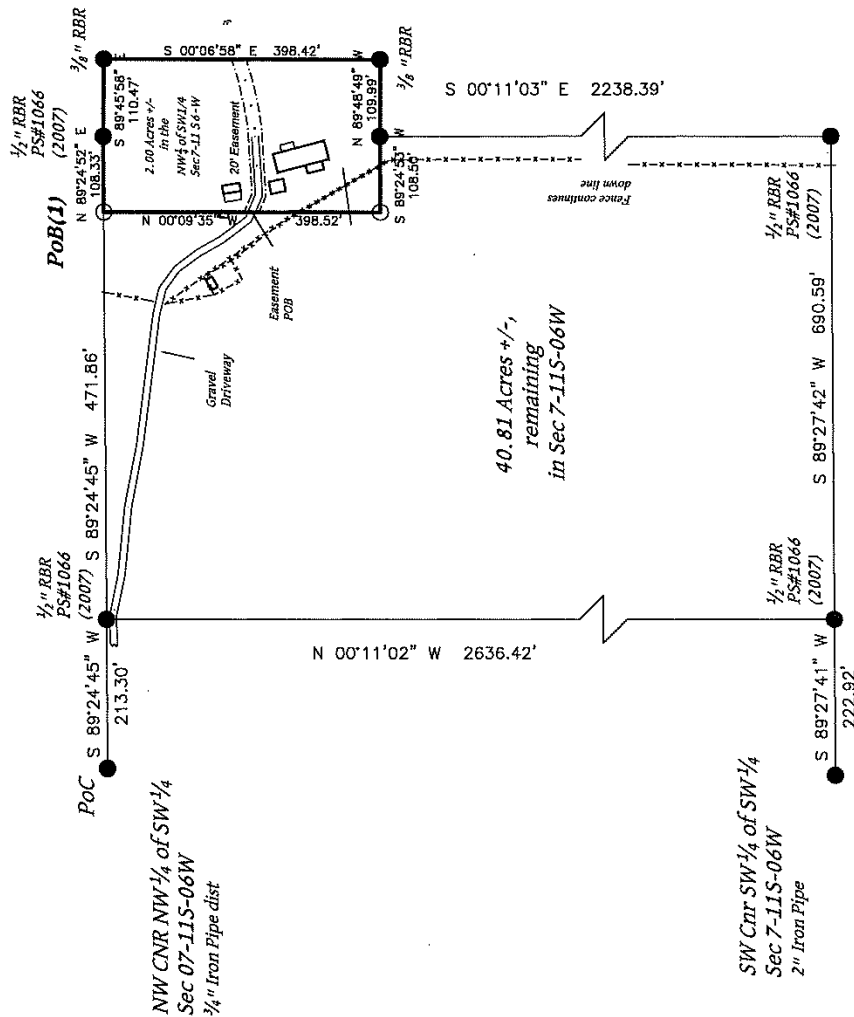 S 00°06'58" E 398.42'
3/8" RBR
1/2" RBR
PS#1066
(2007)
PoB(1)
N 89°24'52" E
108.33'
S 89°45'58" E
110.47'
2.00 Acres +/-
in the
NW¼ of SW1/4
Sec7-11 S6-W
20' Easement
N 89°48'49" W
109.99'
3/8" RBR
S 00°11'03" E 2238.39'
N 00°09'35" W 398.52'
S 89°24'53" W
108.50'
Fence continues
down line
1/2" RBR
PS#1066
(2007)
Easement
POB
Gravel
Driveway
S 89°24'45" W 471.86'
40.81 Acres +/-,
remaining
in Sec 7-11S-06W
S 89°27'42" W 690.59'
1/2" RBR
PS#1066
(2007)
1/2" RBR
PS#1066
(2007)
N 00°11'02" W 2636.42'
S 89°24'45" W
213.30'
PoC
NW CNR NW¼ of SW¼
Sec 07-11S-06W
¾" Iron Pipe dist
S 89°27'41" W
222.92'
SW Cnr SW¼ of SW¼
Sec 7-11S-06W
2" Iron Pipe